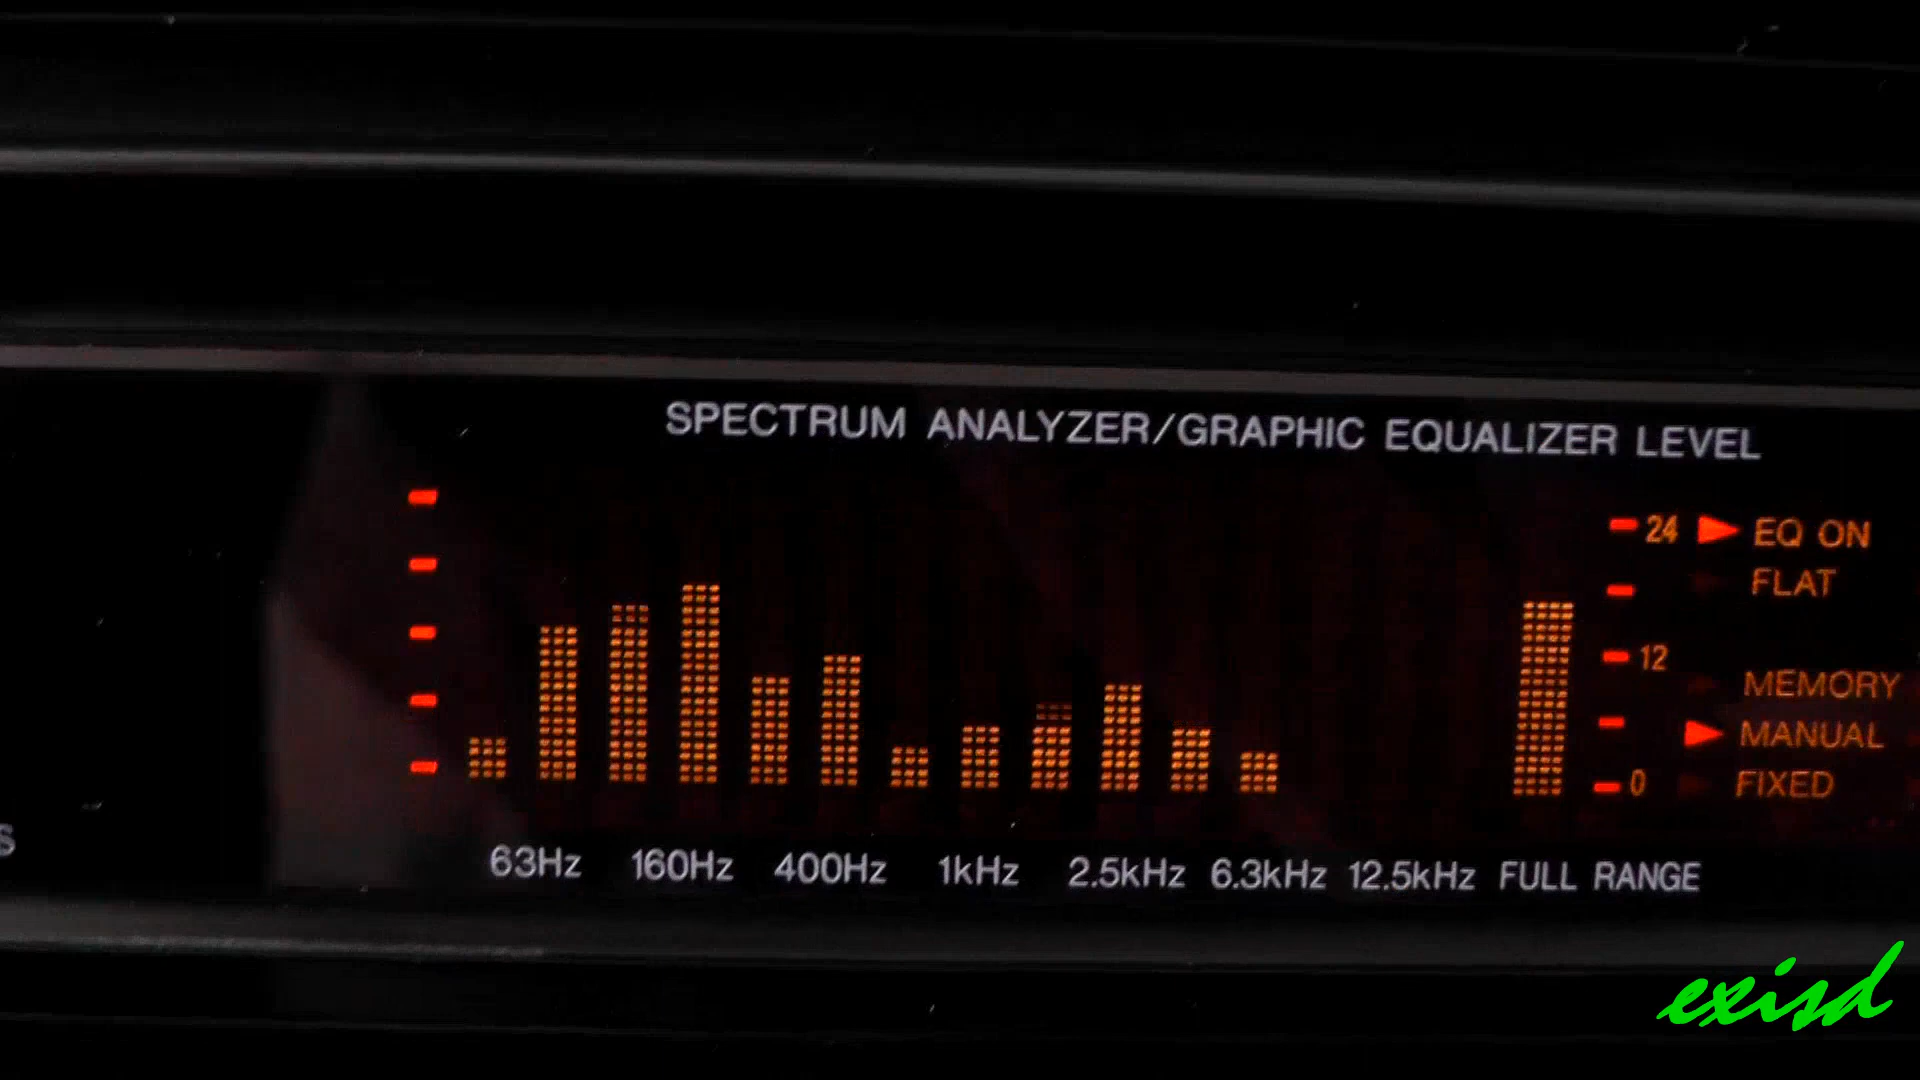 SPECTRUM ANALYZER/GRAPHIC EQUALIZER LEVEL
24 EQ ON
FLAT
12
MEMORY
MANUAL
0 FIXED
S
63Hz 160Hz 400Hz 1kHz 2.5kHz 6.3kHz 12.5kHz FULL RANGE
exisd